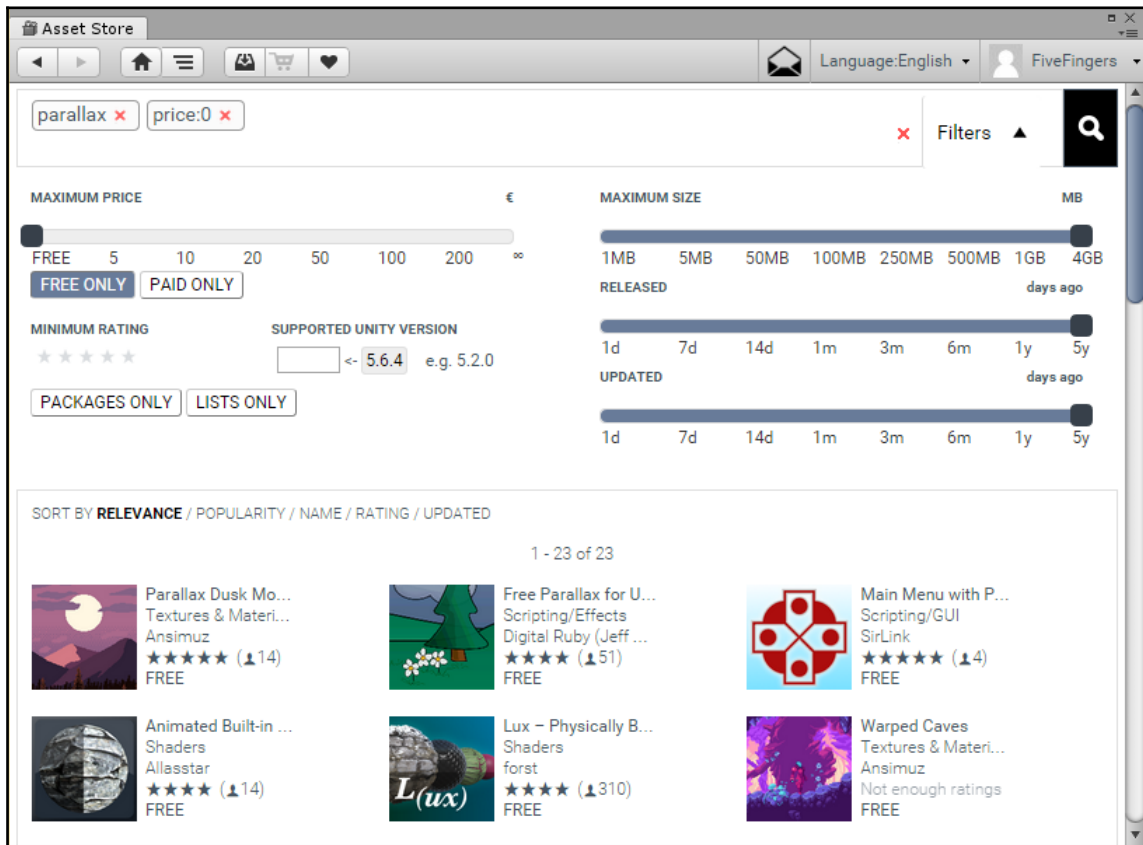 Asset Store
Language:English
FiveFingers
parallax
price:0
Filters
MAXIMUM PRICE €
FREE 5 10 20 50 100 200 ∞
FREE ONLY PAID ONLY
MINIMUM RATING SUPPORTED UNITY VERSION
<- 5.6.4 e.g. 5.2.0
PACKAGES ONLY LISTS ONLY
MAXIMUM SIZE MB
1MB 5MB 50MB 100MB 250MB 500MB 1GB 4GB
RELEASED days ago
1d 7d 14d 1m 3m 6m 1y 5y
UPDATED days ago
1d 7d 14d 1m 3m 6m 1y 5y
SORT BY RELEVANCE / POPULARITY / NAME / RATING / UPDATED
1 - 23 of 23
Parallax Dusk Mo...
Textures & Materi...
Ansimuz
★★★★★ (14)
FREE
Free Parallax for U...
Scripting/Effects
Digital Ruby (Jeff ...
★★★★ (51)
FREE
Main Menu with P...
Scripting/GUI
SirLink
★★★★★ (4)
FREE
Animated Built-in ...
Shaders
Allasstar
★★★★ (14)
FREE
L(ux)
Lux – Physically B...
Shaders
forst
★★★★ (310)
FREE
Warped Caves
Textures & Materi...
Ansimuz
Not enough ratings
FREE